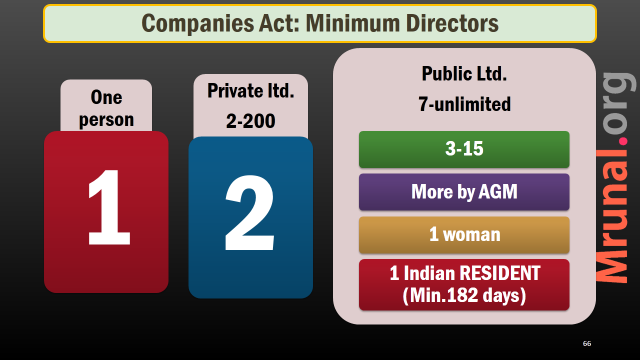 Companies Act: Minimum Directors
One
person
1
Private ltd.
2-200
2
Public Ltd.
7-unlimited
3-15
More by AGM
1 woman
1 Indian RESIDENT
(Min.182 days)
Mrunal.org
66